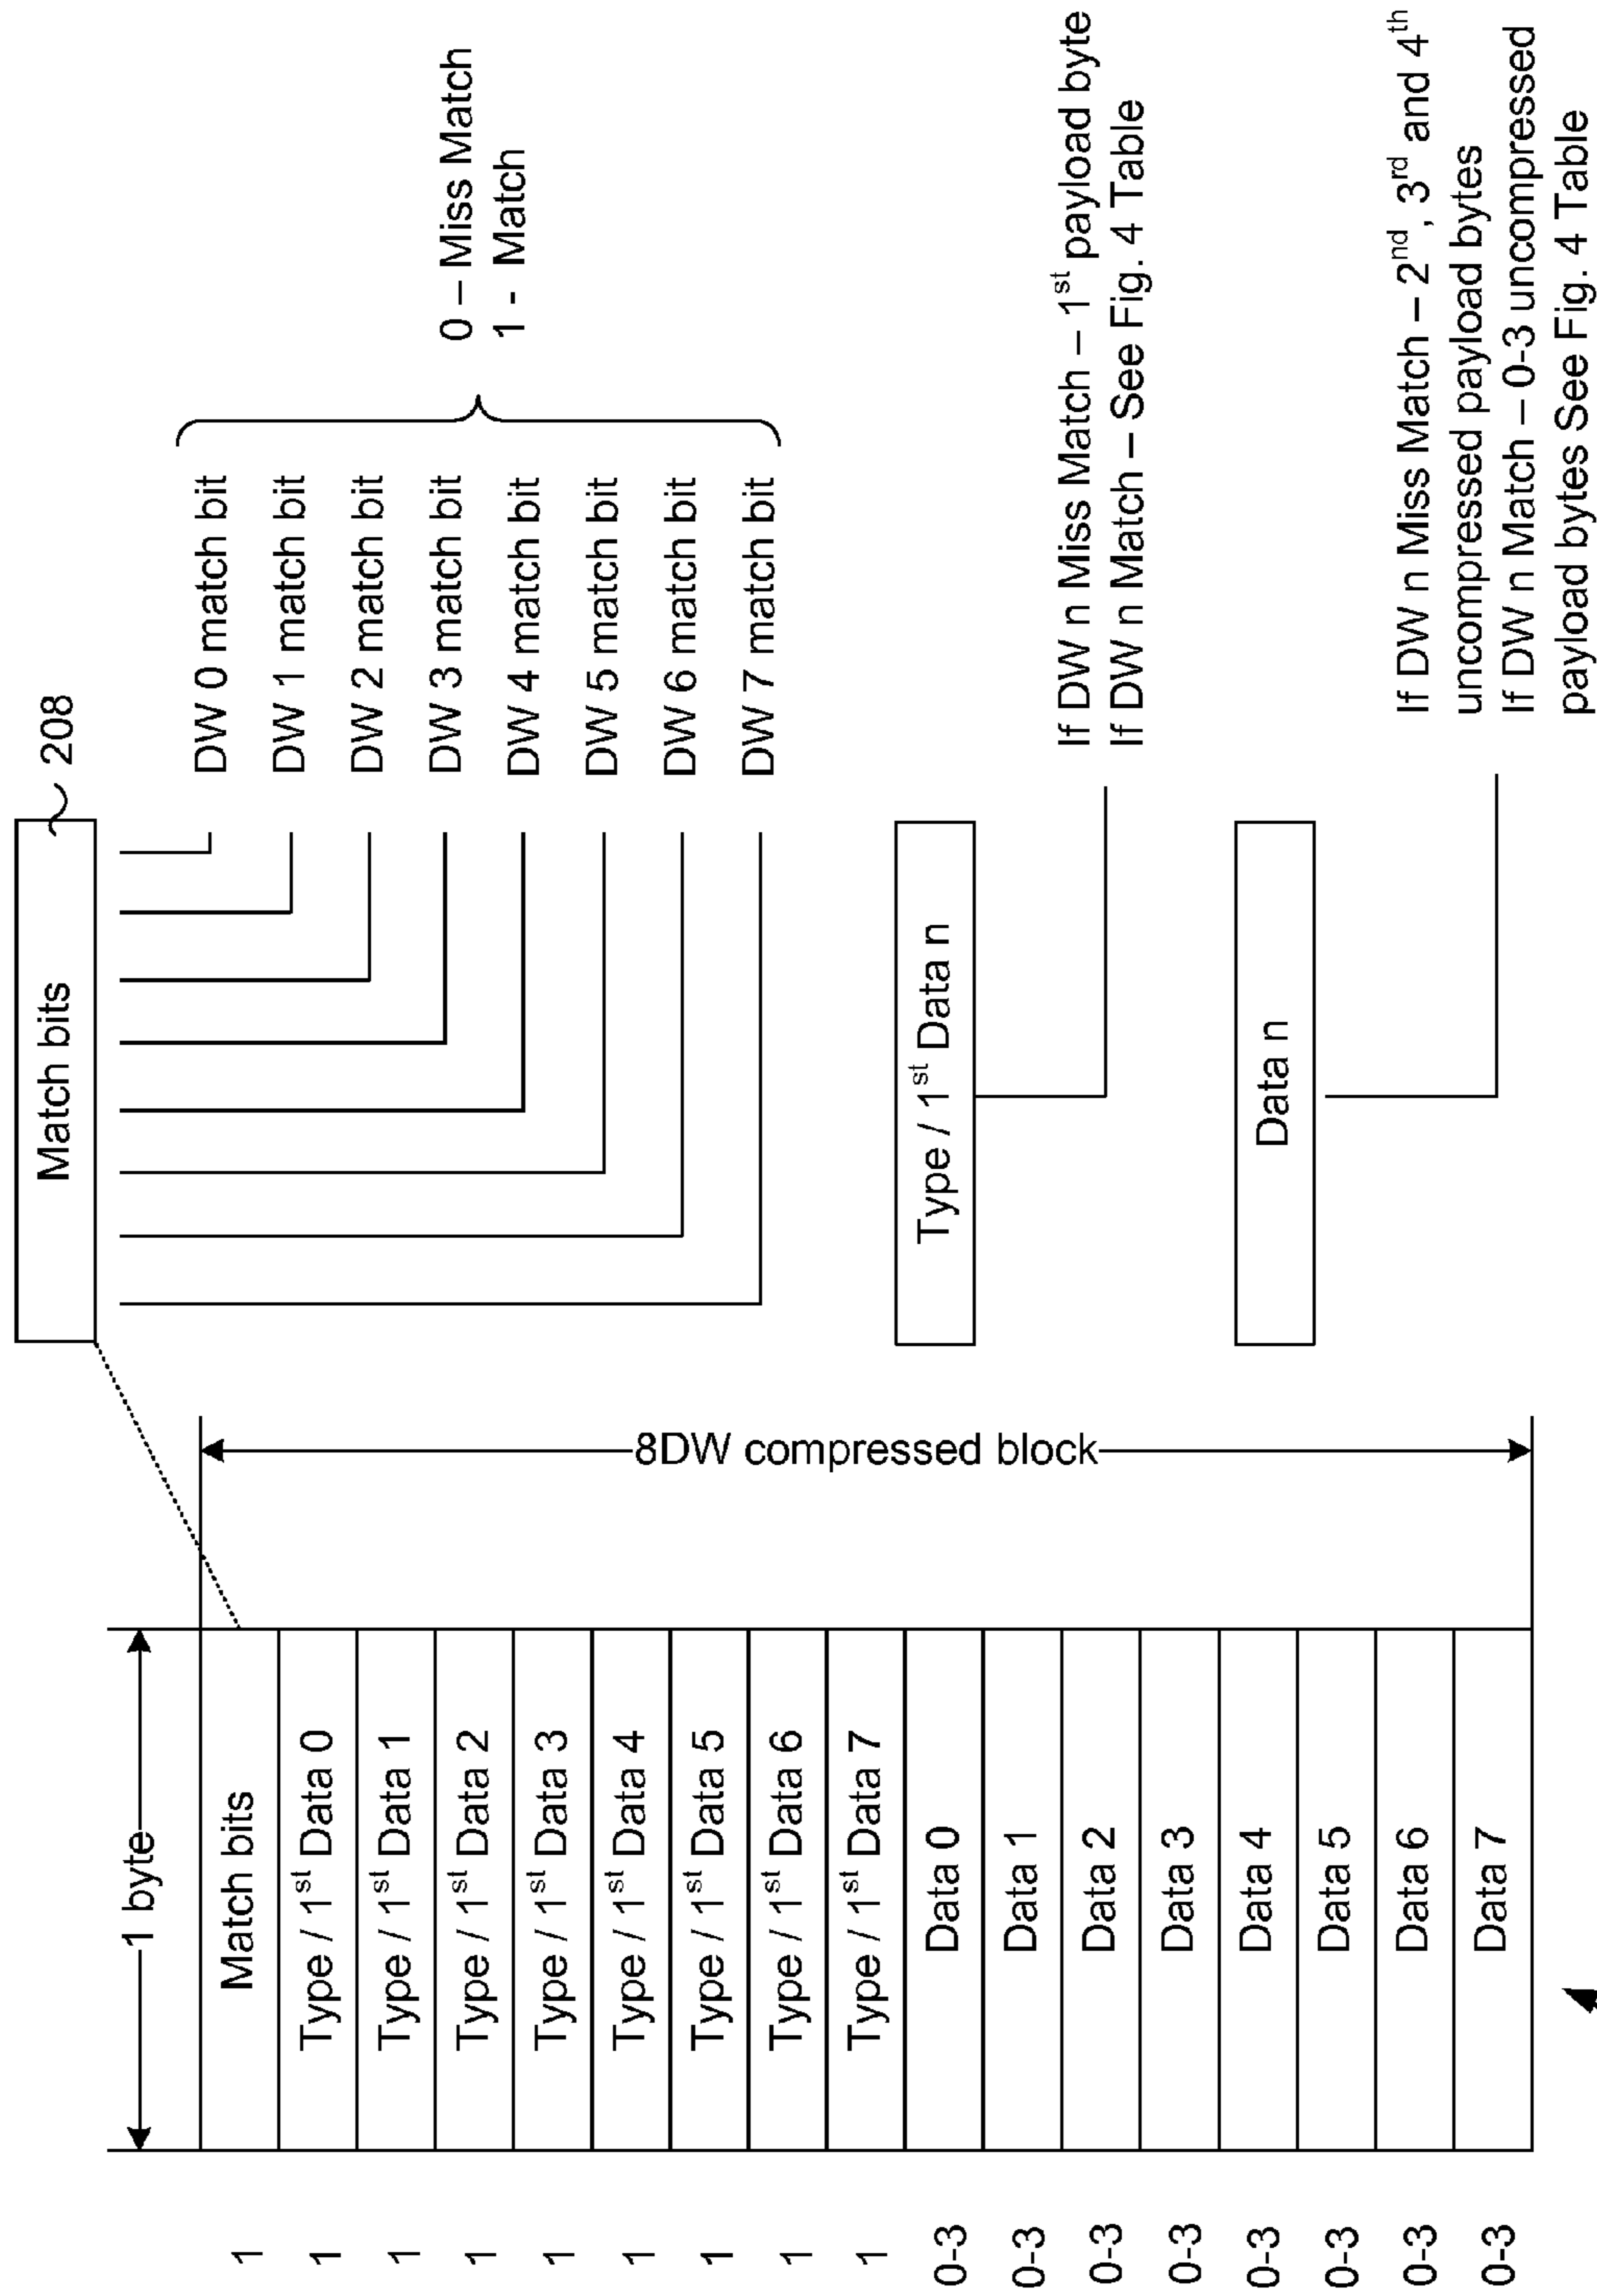 1 byte
1 Match bits
1 Type / 1st Data 0
1 Type / 1st Data 1
1 Type / 1st Data 2
1 Type / 1st Data 3
1 Type / 1st Data 4
1 Type / 1st Data 5
1 Type / 1st Data 6
1 Type / 1st Data 7
0-3 Data 0
0-3 Data 1
0-3 Data 2
0-3 Data 3
0-3 Data 4
0-3 Data 5
0-3 Data 6
0-3 Data 7
8DW compressed block
Match bits
208
DW 0 match bit
DW 1 match bit
DW 2 match bit
DW 3 match bit
DW 4 match bit
DW 5 match bit
DW 6 match bit
DW 7 match bit
0 – Miss Match
1 - Match
Type / 1st Data n
If DW n Miss Match – 1st payload byte
If DW n Match – See Fig. 4 Table
Data n
If DW n Miss Match – 2nd, 3rd and 4th
uncompressed payload bytes
If DW n Match – 0-3 uncompressed
payload bytes See Fig. 4 Table